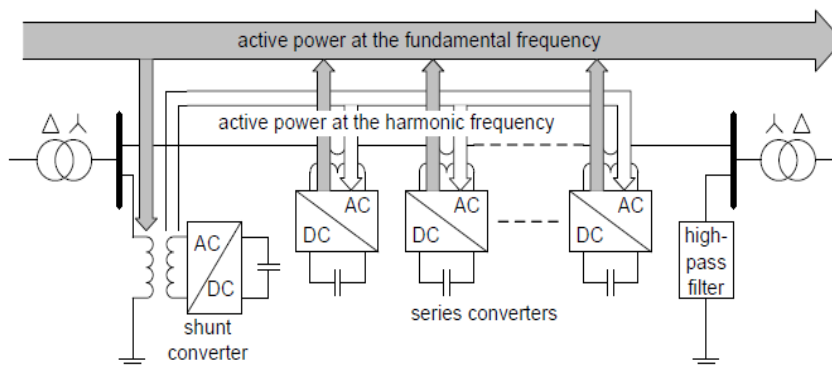 active power at the fundamental frequency
active power at the harmonic frequency
Δ
Δ
AC
DC
AC
DC
AC
DC
AC
DC
high-
pass
filter
series converters
shunt
converter